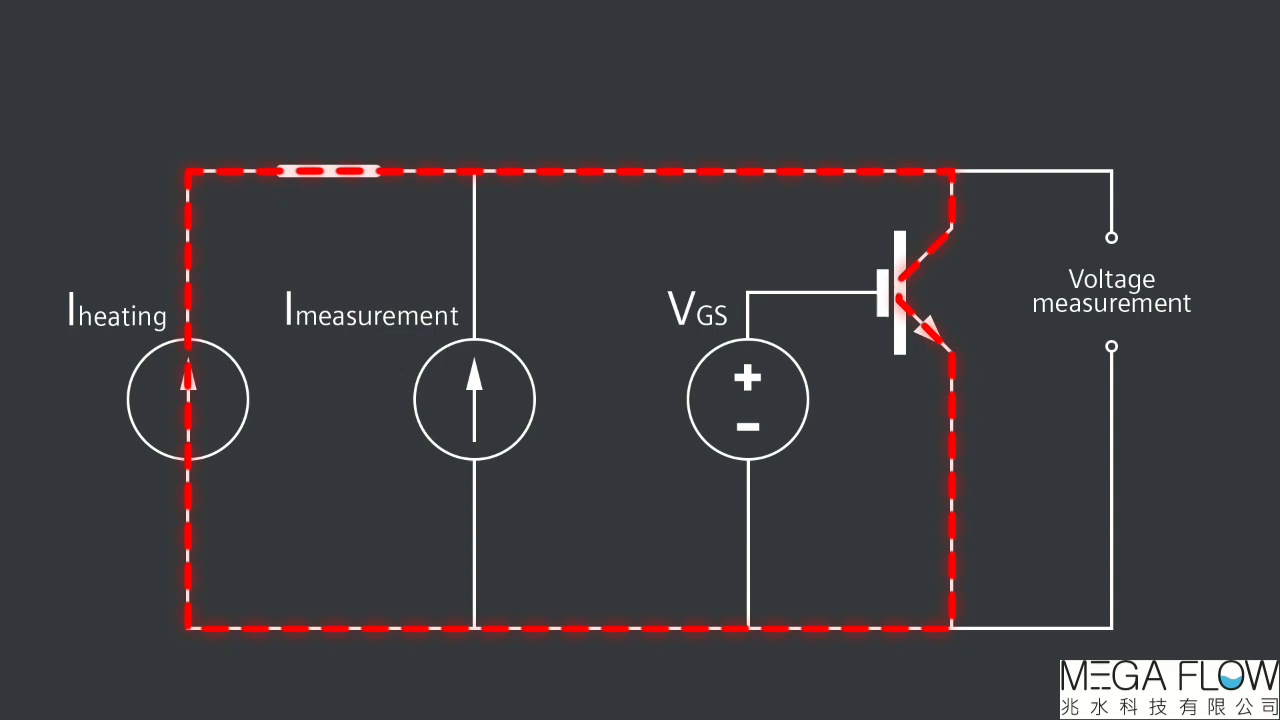 Iheating
Imeasurement
VGS
+
-
Voltage
measurement
MEGA FLOW
兆水科技有限公司